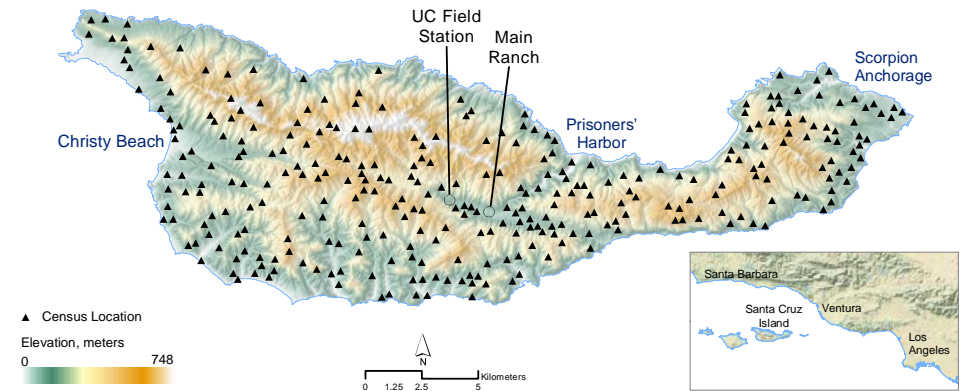 UC Field
Station
Main
Ranch
Scorpion
Anchorage
Prisoners'
Harbor
Christy Beach
Census Location
Elevation, meters
0
748
N
Kilometers
0
1.25
2.5
5
Santa Barbara
Santa Cruz
Island
Ventura
Los
Angeles